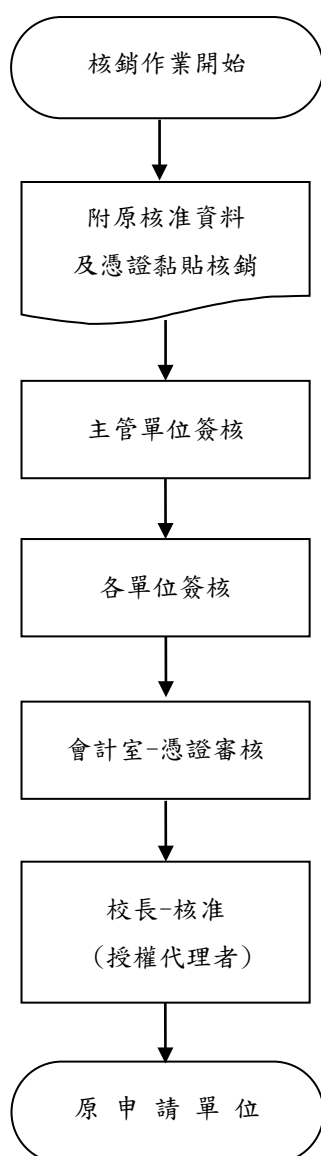 核銷作業開始
附原核准資料
及憑證黏貼核銷
主管單位簽核
各單位簽核
會計室-憑證審核
校長-核准
(授權代理者)
原申請單位